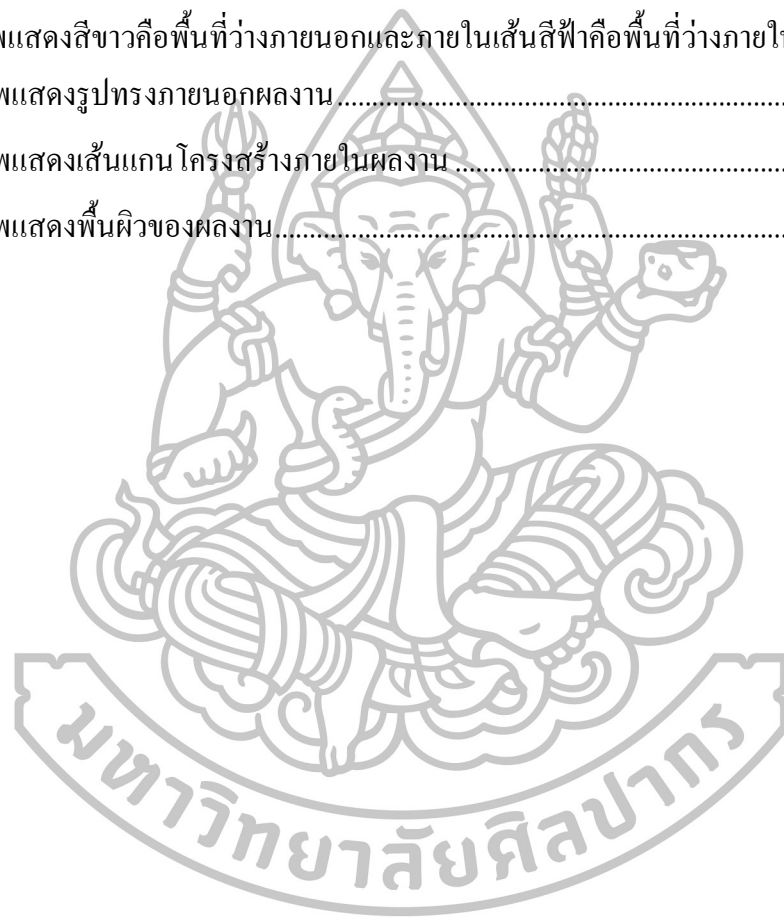 พแสดงสีขาวคือพื้นที่ว่างภายนอกและภายในเส้นสีฟ้าคือพื้นที่ว่างภายใ
พแสดงรูปทรงภายนอกผลงาน......................................................................
พแสดงเส้นแกนโครงสร้างภายในผลงาน....................................................
พแสดงพื้นผิวของผลงาน...............................................................................
มหาวิทยาลัยศิลปากร